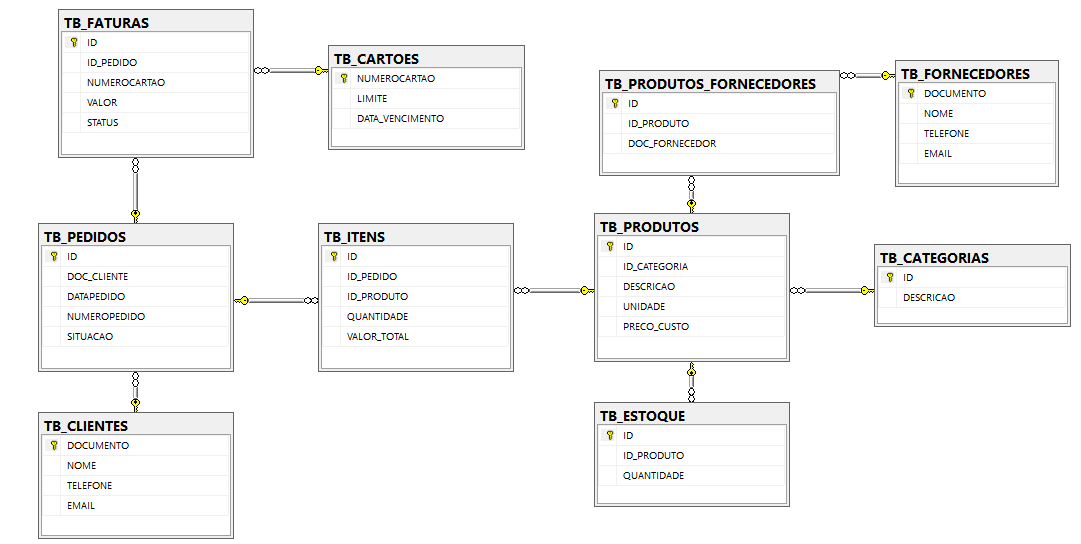 TB_FATURAS
ID
ID_PEDIDO
NUMEROCARTAO
VALOR
STATUS
TB_CARTOES
NUMEROCARTAO
LIMITE
DATA_VENCIMENTO
TB_PRODUTOS_FORNECEDORES
ID
ID_PRODUTO
DOC_FORNECEDOR
TB_FORNECEDORES
DOCUMENTO
NOME
TELEFONE
EMAIL
TB_PEDIDOS
ID
DOC_CLIENTE
DATAPEDIDO
NUMEROPEDIDO
SITUACAO
TB_ITENS
ID
ID_PEDIDO
ID_PRODUTO
QUANTIDADE
VALOR_TOTAL
TB_PRODUTOS
ID
ID_CATEGORIA
DESCRICAO
UNIDADE
PRECO_CUSTO
TB_CATEGORIAS
ID
DESCRICAO
TB_CLIENTES
DOCUMENTO
NOME
TELEFONE
EMAIL
TB_ESTOQUE
ID
ID_PRODUTO
QUANTIDADE